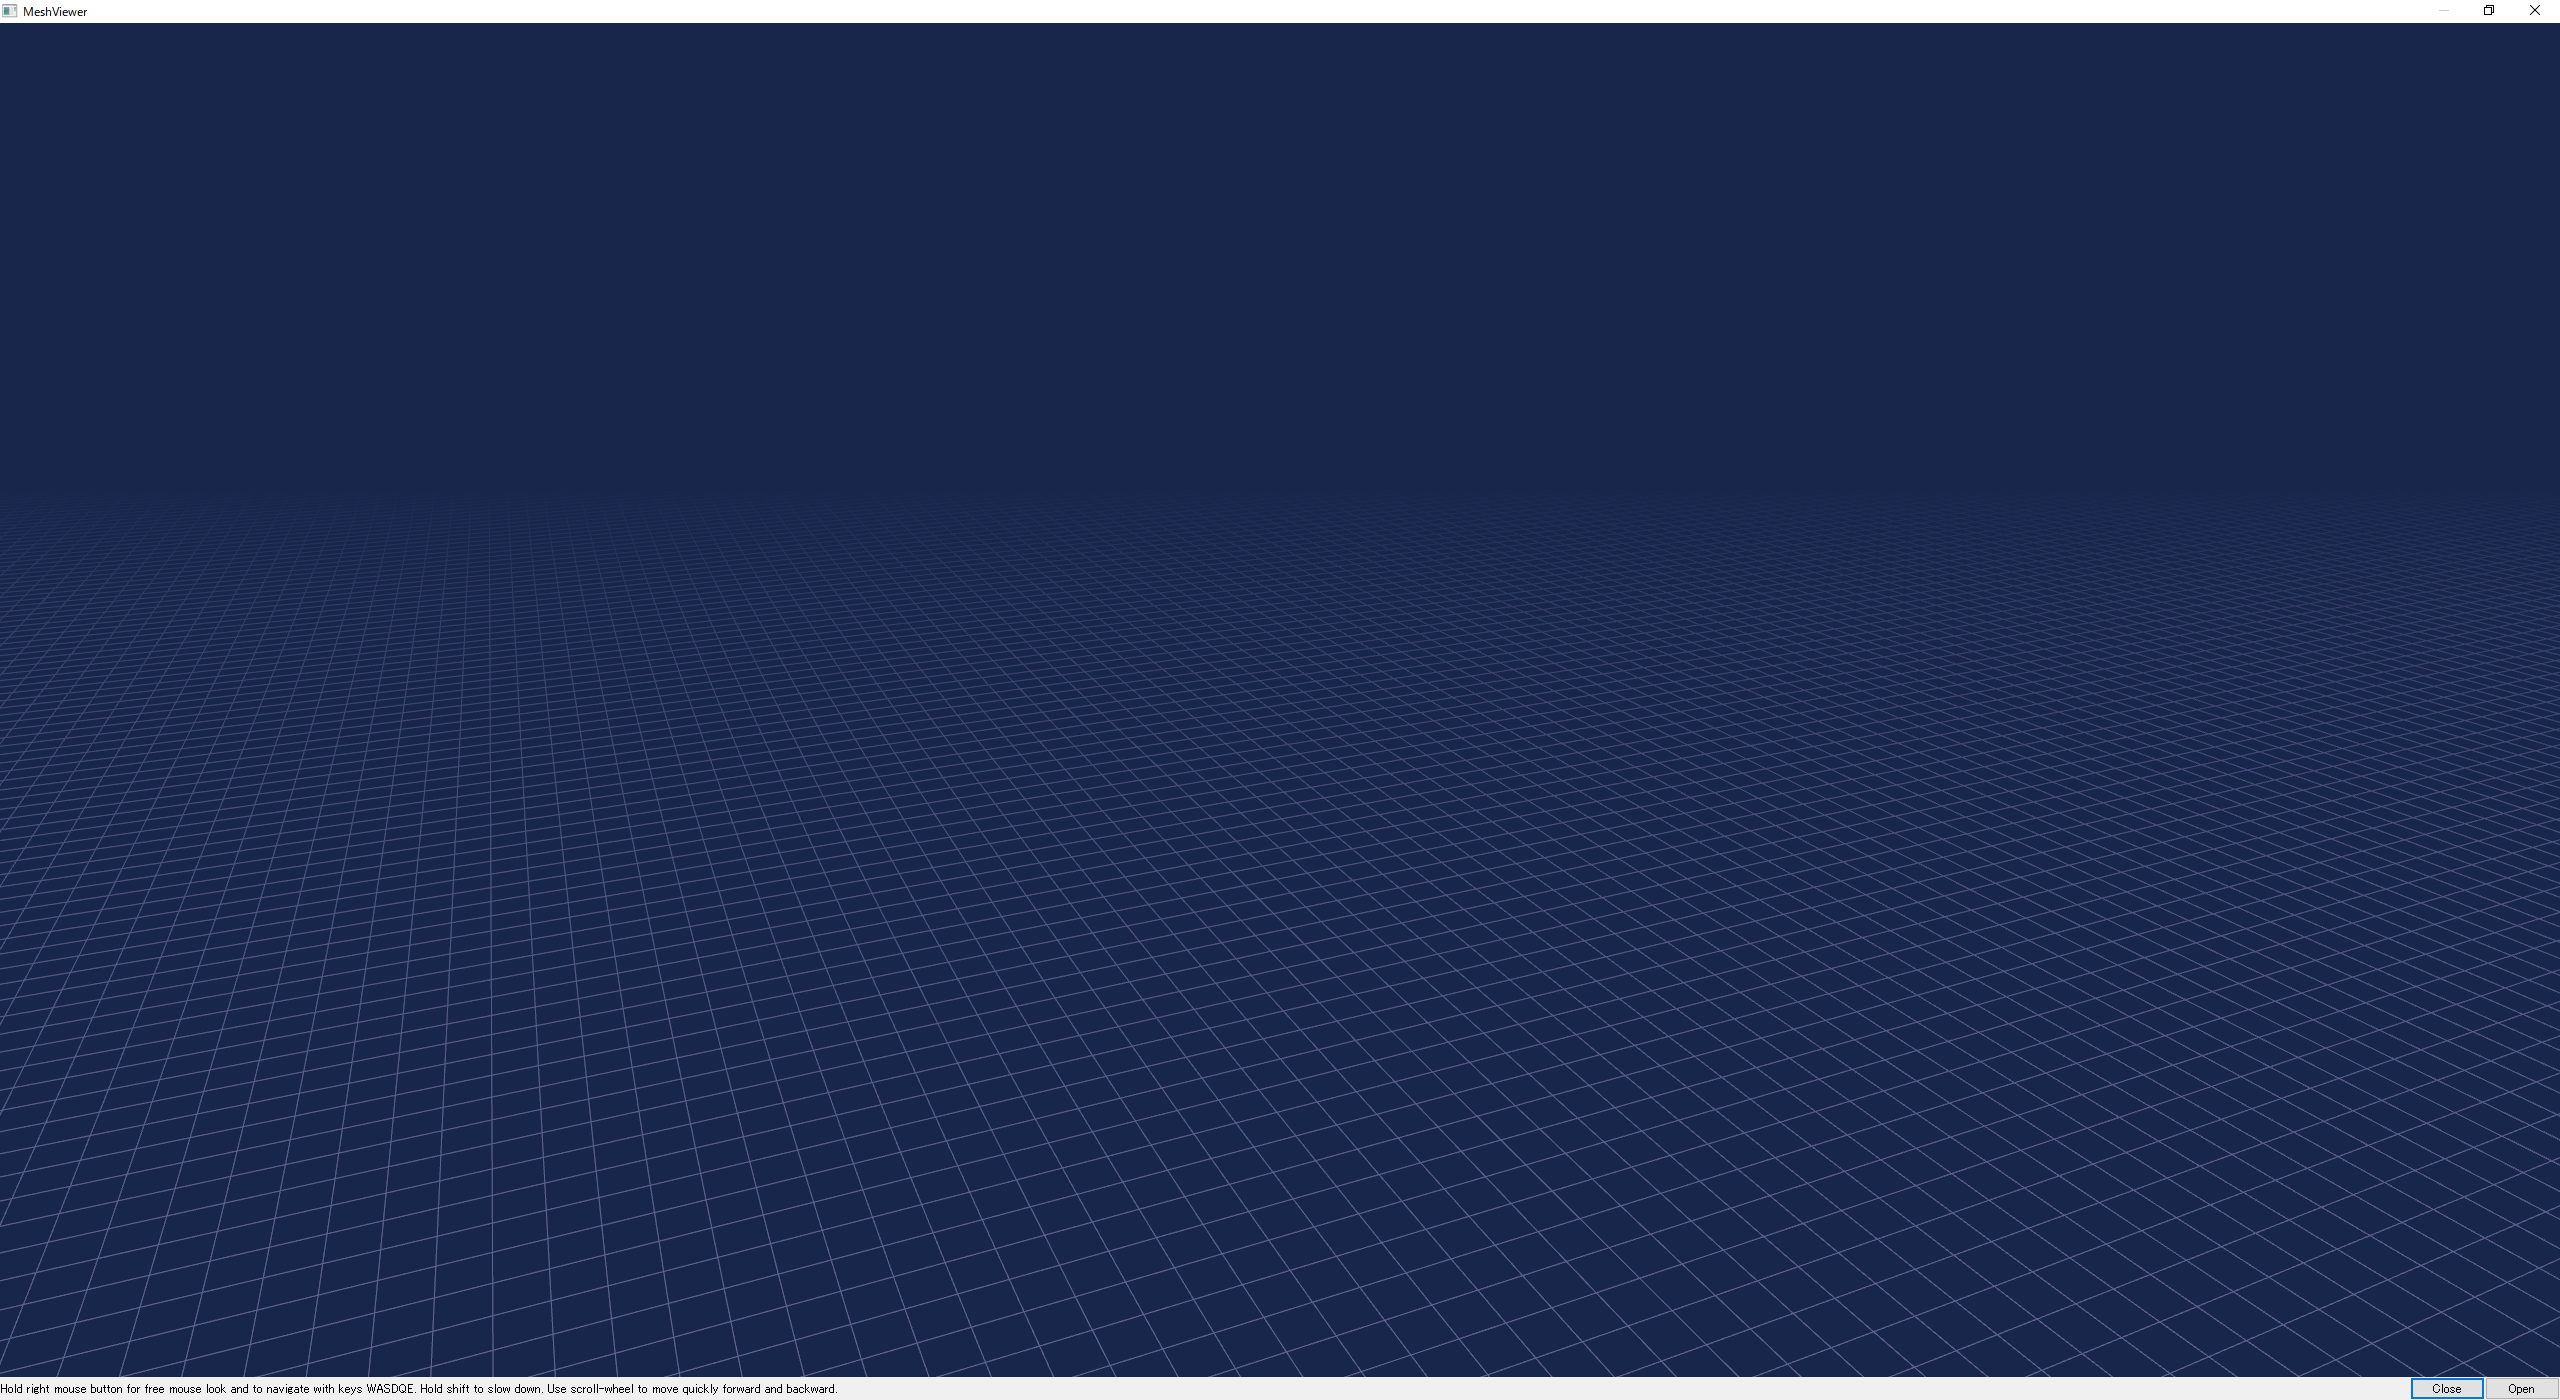 MeshViewer
Hold right mouse button for free mouse look and to navigate with keys WASDQE. Hold shift to slow down. Use scroll-wheel to move quickly forward and backward.
Close
Open